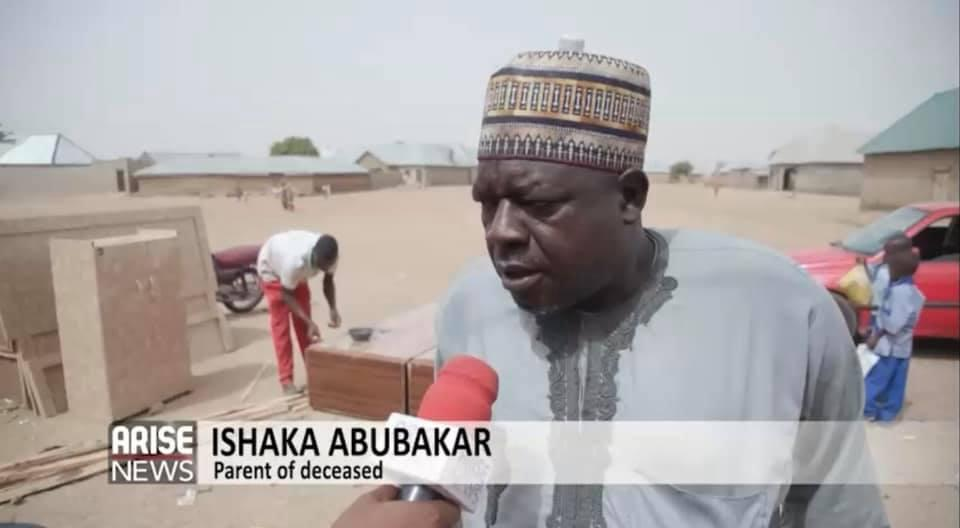 ARISE
NEWS
ISHAKA ABUBAKAR
Parent of deceased